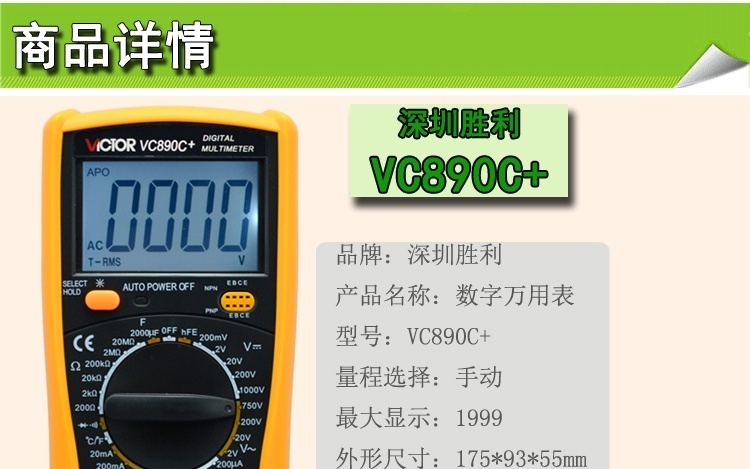 商品详情
深圳胜利
VC890C+
VICTOR VC890C+ DIGITAL MULTIMETER
APO
0000
AC
T-RMS
V
SELECT
HOLD
AUTO POWER OFF
NPN
EBCE
PNP
EBCE
F
2000μF
OFF
hFE
200mV
20MΩ
2V
V
CE
2MΩ
20V
Ω
200kΩ
200V
20kΩ
1000V
2kΩ
750V
200Ω
200V
20V
℃/℉
2V
V~
20mA
200μA
品牌：深圳胜利
产品名称：数字万用表
型号：VC890C+
量程选择：手动
最大显示：1999
外形尺寸：175*93*55mm